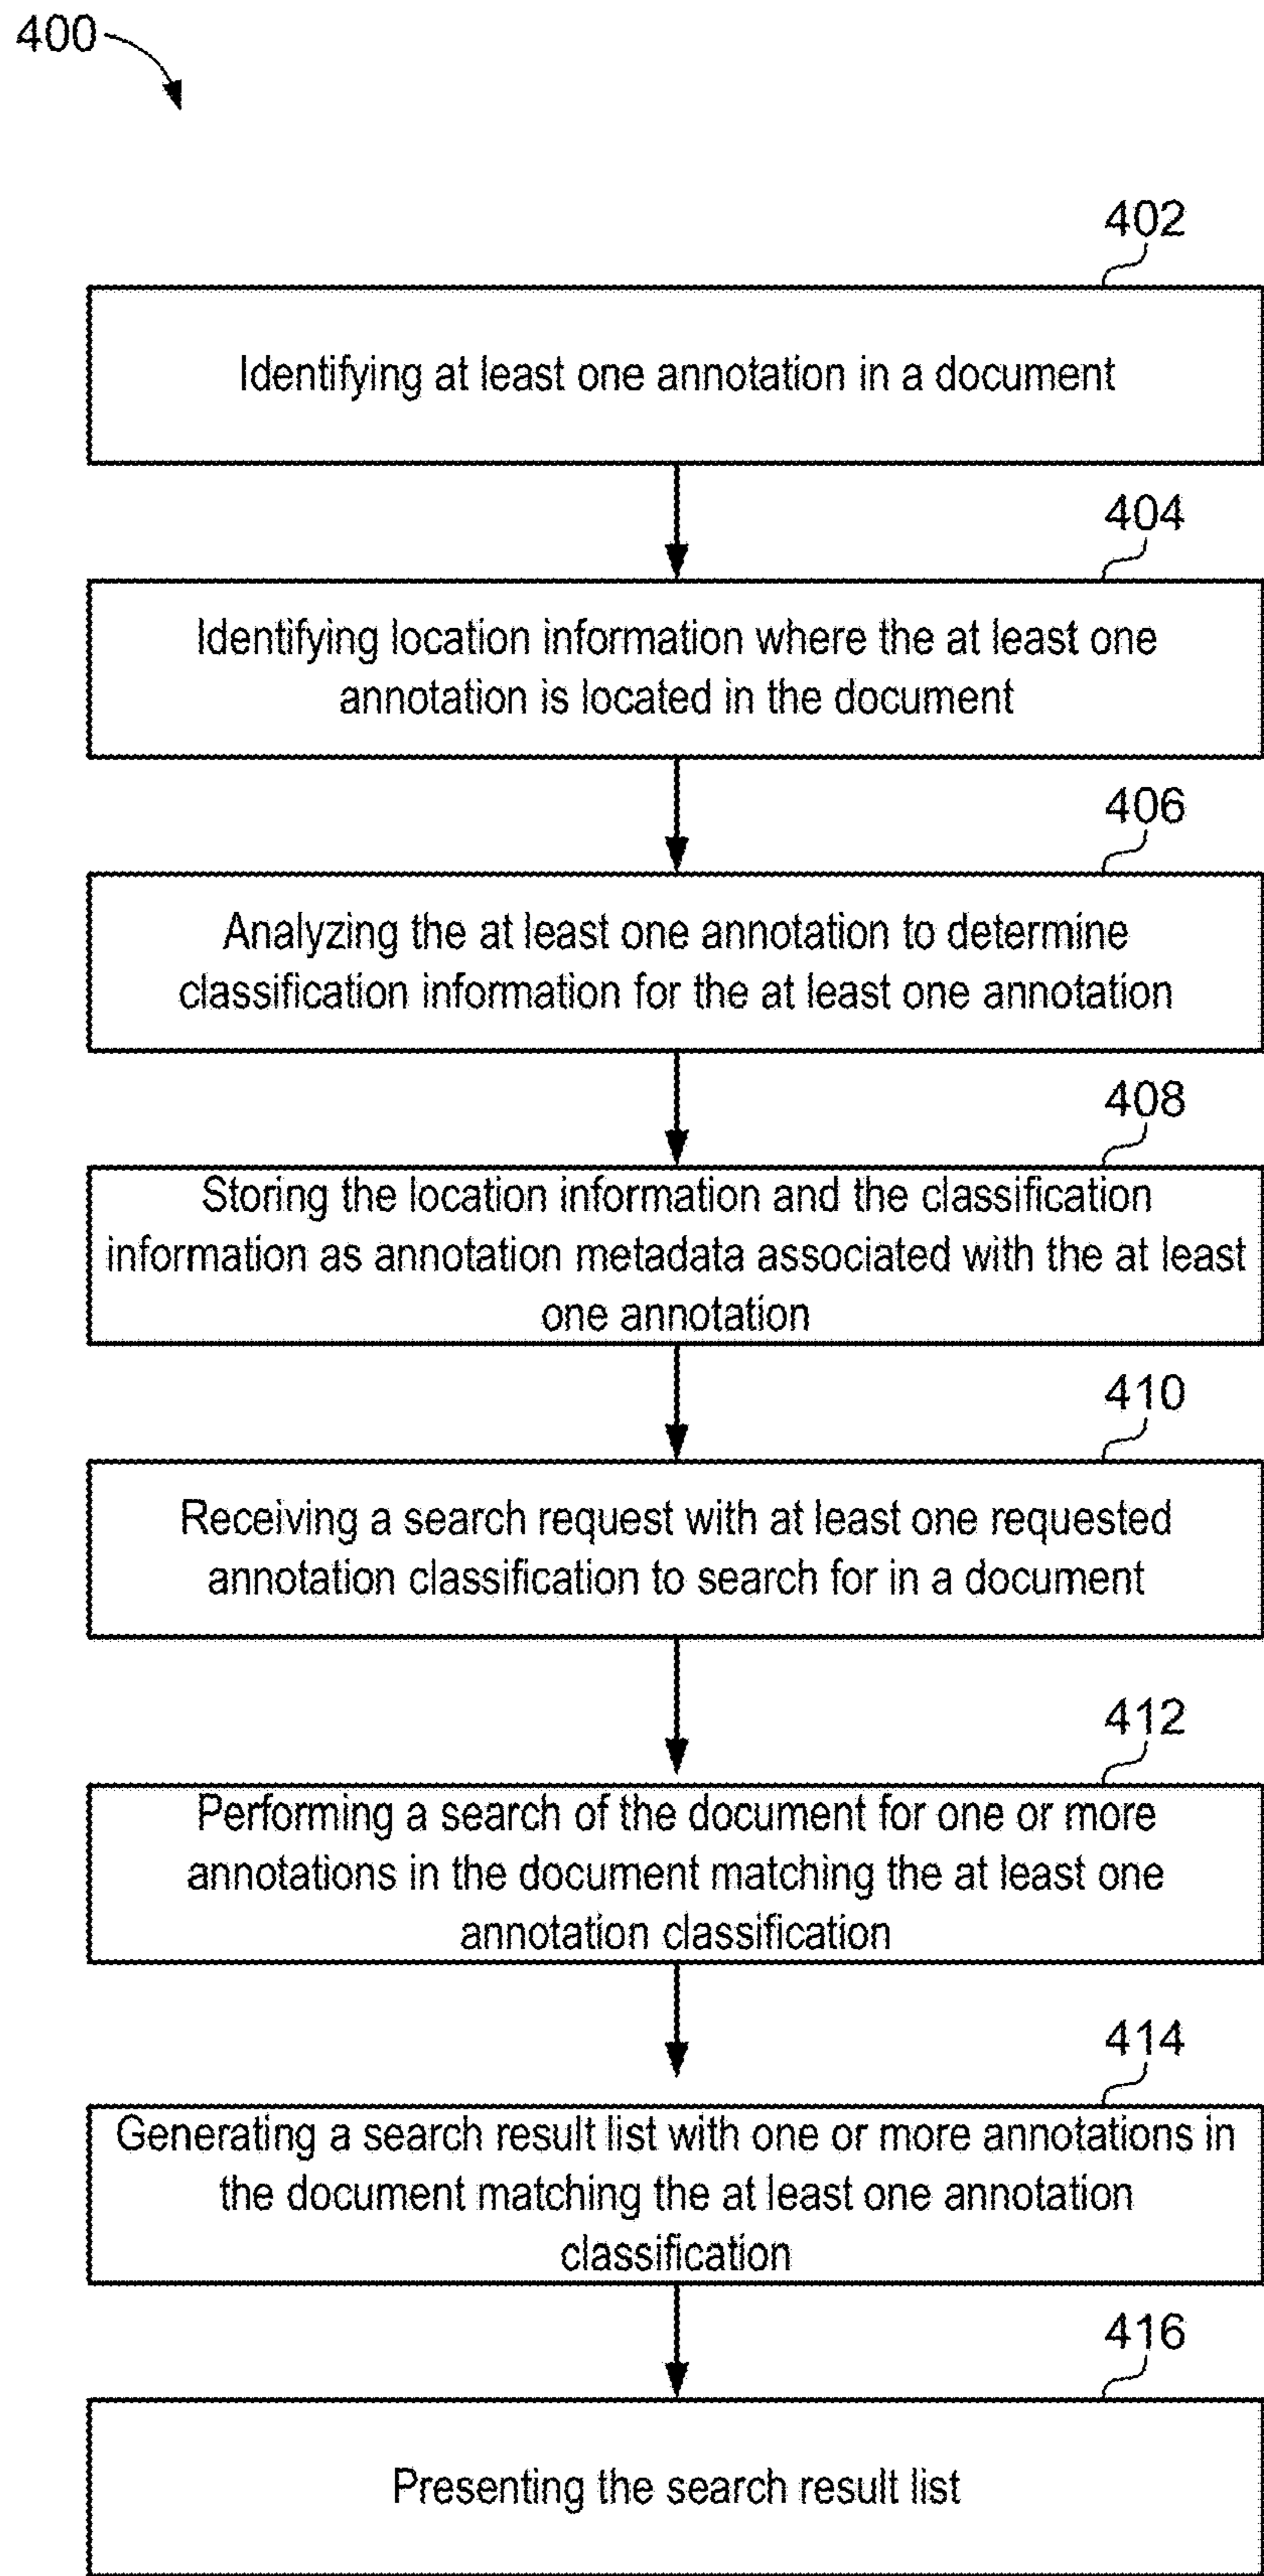 400
402
Identifying at least one annotation in a document
404
Identifying location information where the at least one
annotation is located in the document
406
Analyzing the at least one annotation to determine
classification information for the at least one annotation
408
Storing the location information and the classification
information as annotation metadata associated with the at least
one annotation
410
Receiving a search request with at least one requested
annotation classification to search for in a document
412
Performing a search of the document for one or more
annotations in the document matching the at least one
annotation classification
414
Generating a search result list with one or more annotations in
the document matching the at least one annotation
classification
416
Presenting the search result list